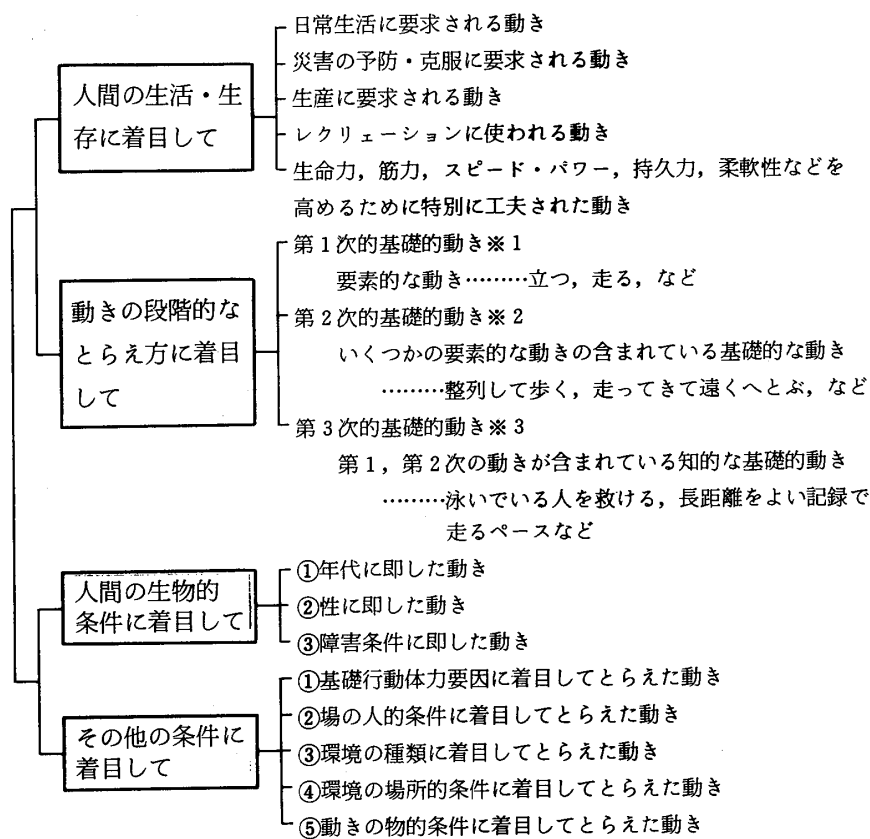 人間の生活・生
存に着目して
日常生活に要求される動き
災害の予防・克服に要求される動き
生産に要求される動き
レクリェーションに使われる動き
生命力，筋力，スピード・パワー，持久力，柔軟性などを
高めるために特別に工夫された動き
動きの段階的な
とらえ方に着目
して
第1次的基礎的動き※1
要素的な動き………立つ，走る，など
第2次的基礎的動き※2
いくつかの要素的な動きの含まれている基礎的な動き
………整列して歩く，走ってきて遠くへとぶ，など
第3次的基礎的動き※3
第1，第2次の動きが含まれている知的な基礎的動き
………泳いでいる人を救ける，長距離をよい記録で
走るペースなど
人間の生物的
条件に着目して
①年代に即した動き
②性に即した動き
③障害条件に即した動き
その他の条件に
着目して
①基礎行動体力要因に着目してとらえた動き
②場の人的条件に着目してとらえた動き
③環境の種類に着目してとらえた動き
④環境の場所的条件に着目してとらえた動き
⑤動きの物的条件に着目してとらえた動き